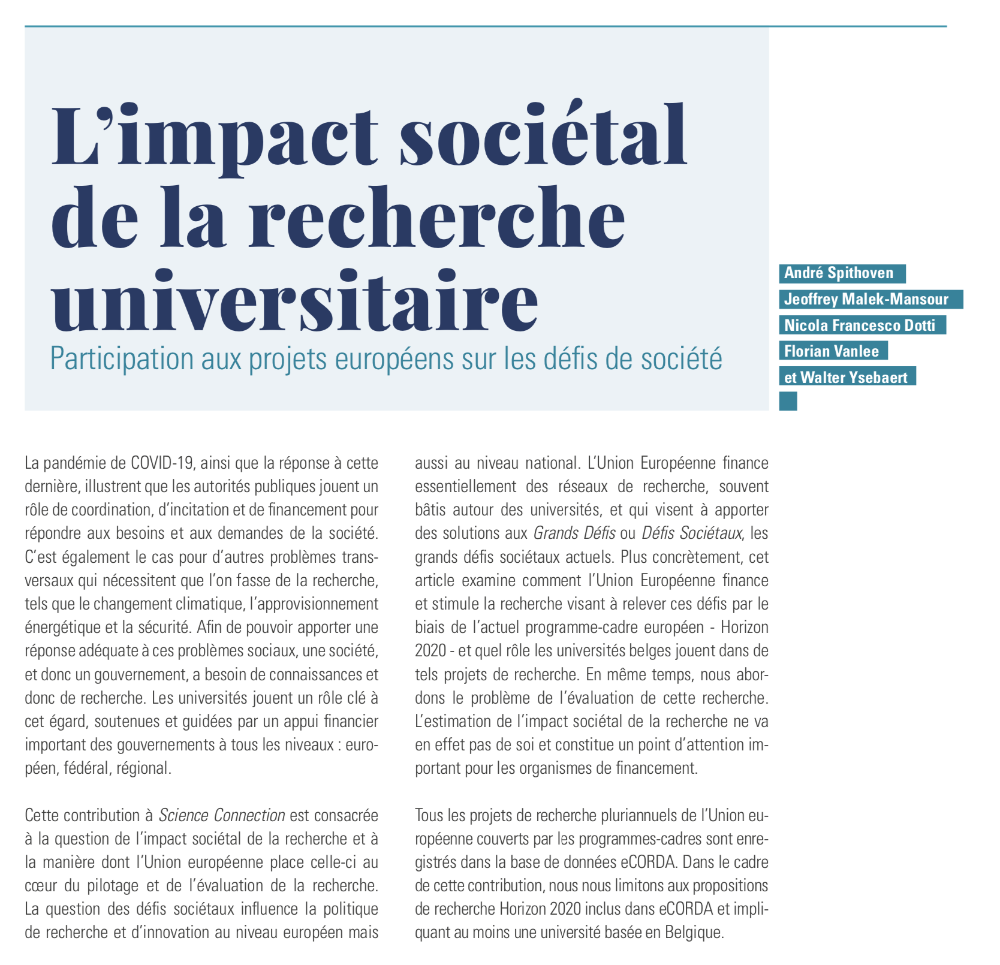 L’impact sociétal
de la recherche
universitaire
Participation aux projets européens sur les défis de société
André Spithoven
Jeoffrey Malek-Mansour
Nicola Francesco Dotti
Florian Vanlee
et Walter Ysebaert
La pandémie de COVID-19, ainsi que la réponse à cette
dernière, illustrent que les autorités publiques jouent un
rôle de coordination, d’incitation et de financement pour
répondre aux besoins et aux demandes de la société.
C’est également le cas pour d’autres problèmes trans-
versaux qui nécessitent que l’on fasse de la recherche,
tels que le changement climatique, l’approvisionnement
énergétique et la sécurité. Afin de pouvoir apporter une
réponse adéquate à ces problèmes sociaux, une société,
et donc un gouvernement, a besoin de connaissances et
donc de recherche. Les universités jouent un rôle clé à
cet égard, soutenues et guidées par un appui financier
important des gouvernements à tous les niveaux : euro-
péen, fédéral, régional.
Cette contribution à Science Connection est consacrée
à la question de l’impact sociétal de la recherche et à
la manière dont l’Union européenne place celle-ci au
cœur du pilotage et de l’évaluation de la recherche.
La question des défis sociétaux influence la politique
de recherche et d’innovation au niveau européen mais
aussi au niveau national. L’Union Européenne finance
essentiellement des réseaux de recherche, souvent
bâtis autour des universités, et qui visent à apporter
des solutions aux Grands Défis ou Défis Sociétaux, les
grands défis sociétaux actuels. Plus concrètement, cet
article examine comment l’Union Européenne finance
et stimule la recherche visant à relever ces défis par le
biais de l’actuel programme-cadre européen - Horizon
2020 - et quel rôle les universités belges jouent dans de
tels projets de recherche. En même temps, nous abor-
dons le problème de l’évaluation de cette recherche.
L’estimation de l’impact sociétal de la recherche ne va
en effet pas de soi et constitue un point d’attention im-
portant pour les organismes de financement.
Tous les projets de recherche pluriannuels de l’Union eu-
ropéenne couverts par les programmes-cadres sont enre-
gistrés dans la base de données eCORDA. Dans le cadre
de cette contribution, nous nous limitons aux propositions
de recherche Horizon 2020 inclus dans eCORDA et impli-
quant au moins une université basée en Belgique.